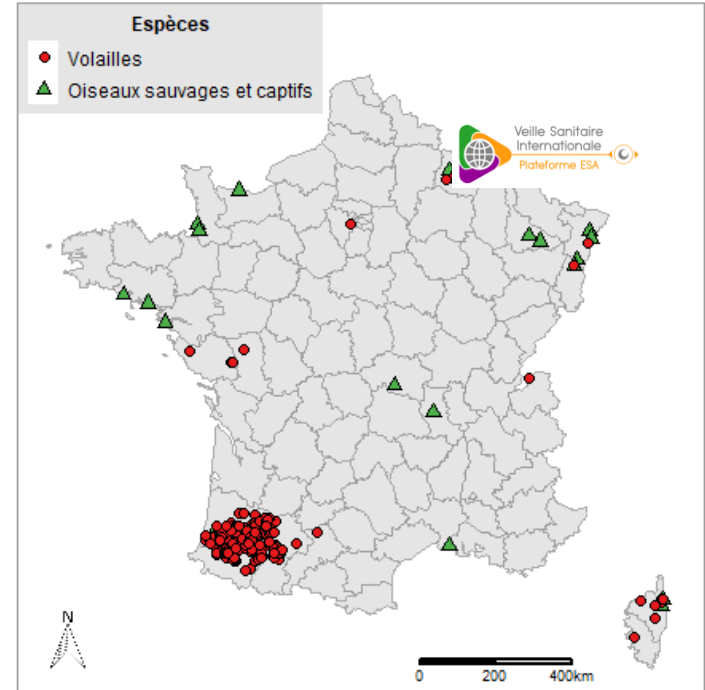 Espèces
Volailles
Oiseaux sauvages et captifs
Veille Sanitaire
Internationale
Plateforme ESA
N
0 200 400km